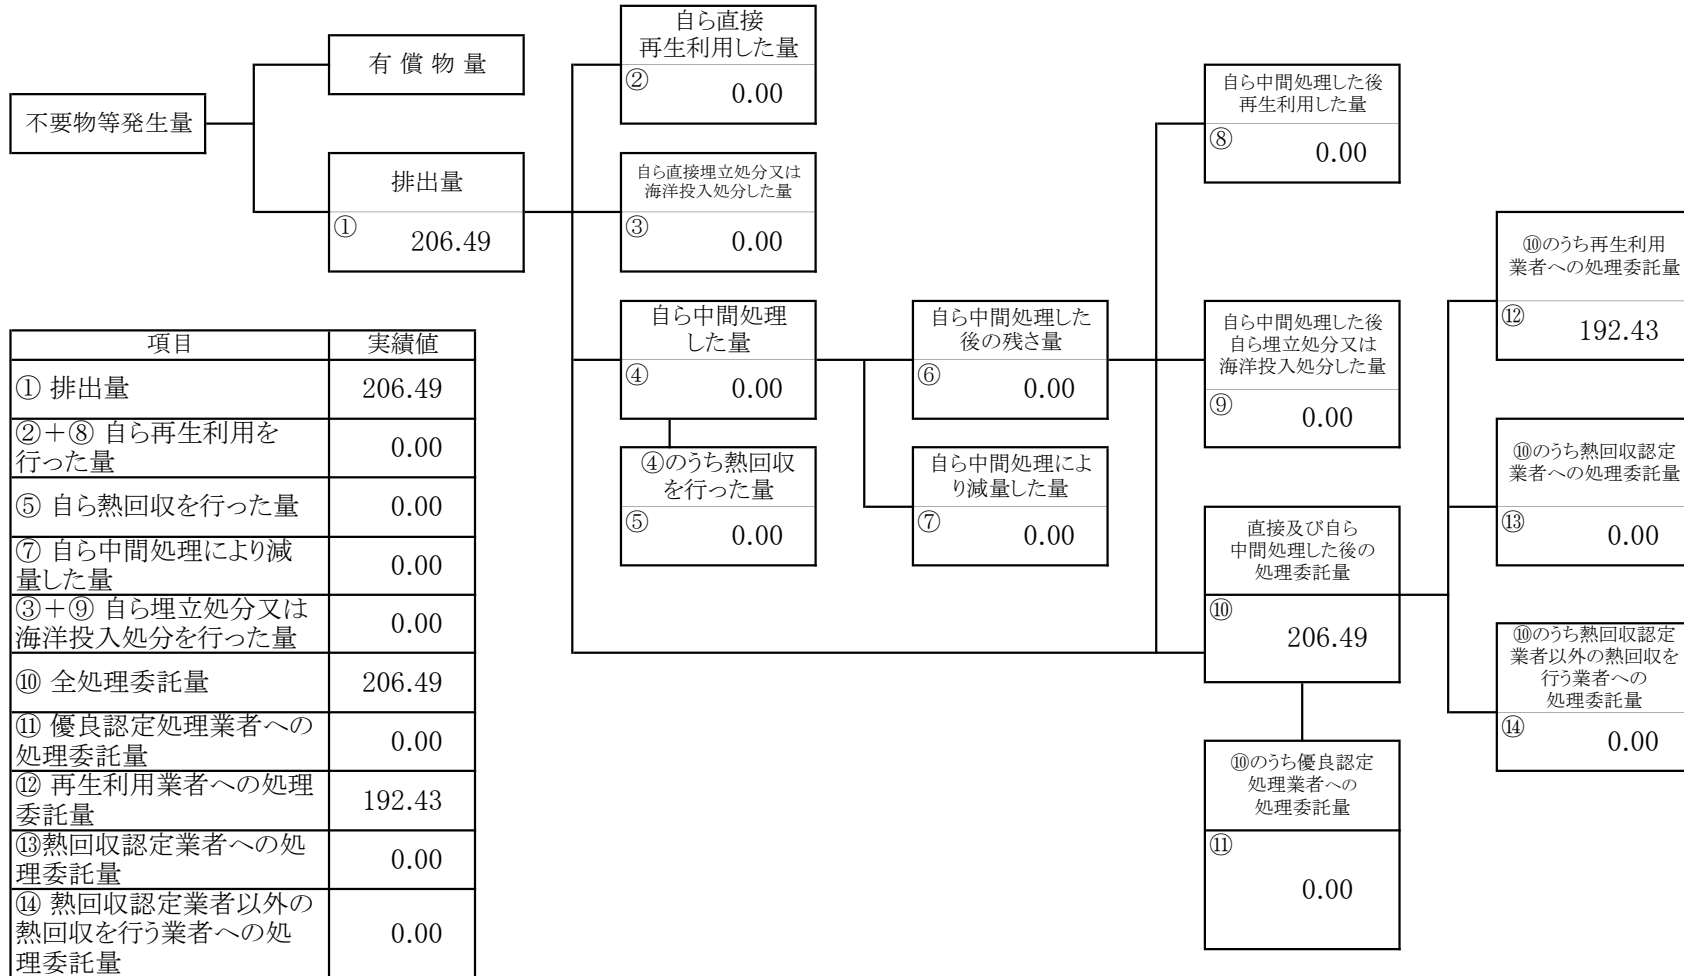 不要物等発生量
有 償 物 量
排出量
①
206.49
自ら直接
再生利用した量
②
0.00
自ら直接埋立処分又は
海洋投入処分した量
③
0.00
自ら中間処理
した量
④
0.00
④のうち熱回収
を行った量
⑤
0.00
自ら中間処理した
後の残さ量
⑥
0.00
自ら中間処理によ
り減量した量
⑦
0.00
自ら中間処理した後
再生利用した量
⑧
0.00
自ら中間処理した後
自ら埋立処分又は
海洋投入処分した量
⑨
0.00
直接及び自ら
中間処理した後の
処理委託量
⑩
206.49
⑩のうち優良認定
処理業者への
処理委託量
⑪
0.00
⑩のうち再生利用
業者への処理委託量
⑫
192.43
⑩のうち熱回収認定
業者への処理委託量
⑬
0.00
⑩のうち熱回収認定
業者以外の熱回収を
行う業者への
処理委託量
⑭
0.00
項目 実績値
① 排出量 206.49
②+⑧ 自ら再生利用を
行った量 0.00
⑤ 自ら熱回収を行った量 0.00
⑦ 自ら中間処理により減
量した量 0.00
③+⑨ 自ら埋立処分又は
海洋投入処分を行った量 0.00
⑩ 全処理委託量 206.49
⑪ 優良認定処理業者への
処理委託量 0.00
⑫ 再生利用業者への処理
委託量 192.43
⑬熱回収認定業者への処
理委託量 0.00
⑭ 熱回収認定業者以外の
熱回収を行う業者への処
理委託量 0.00